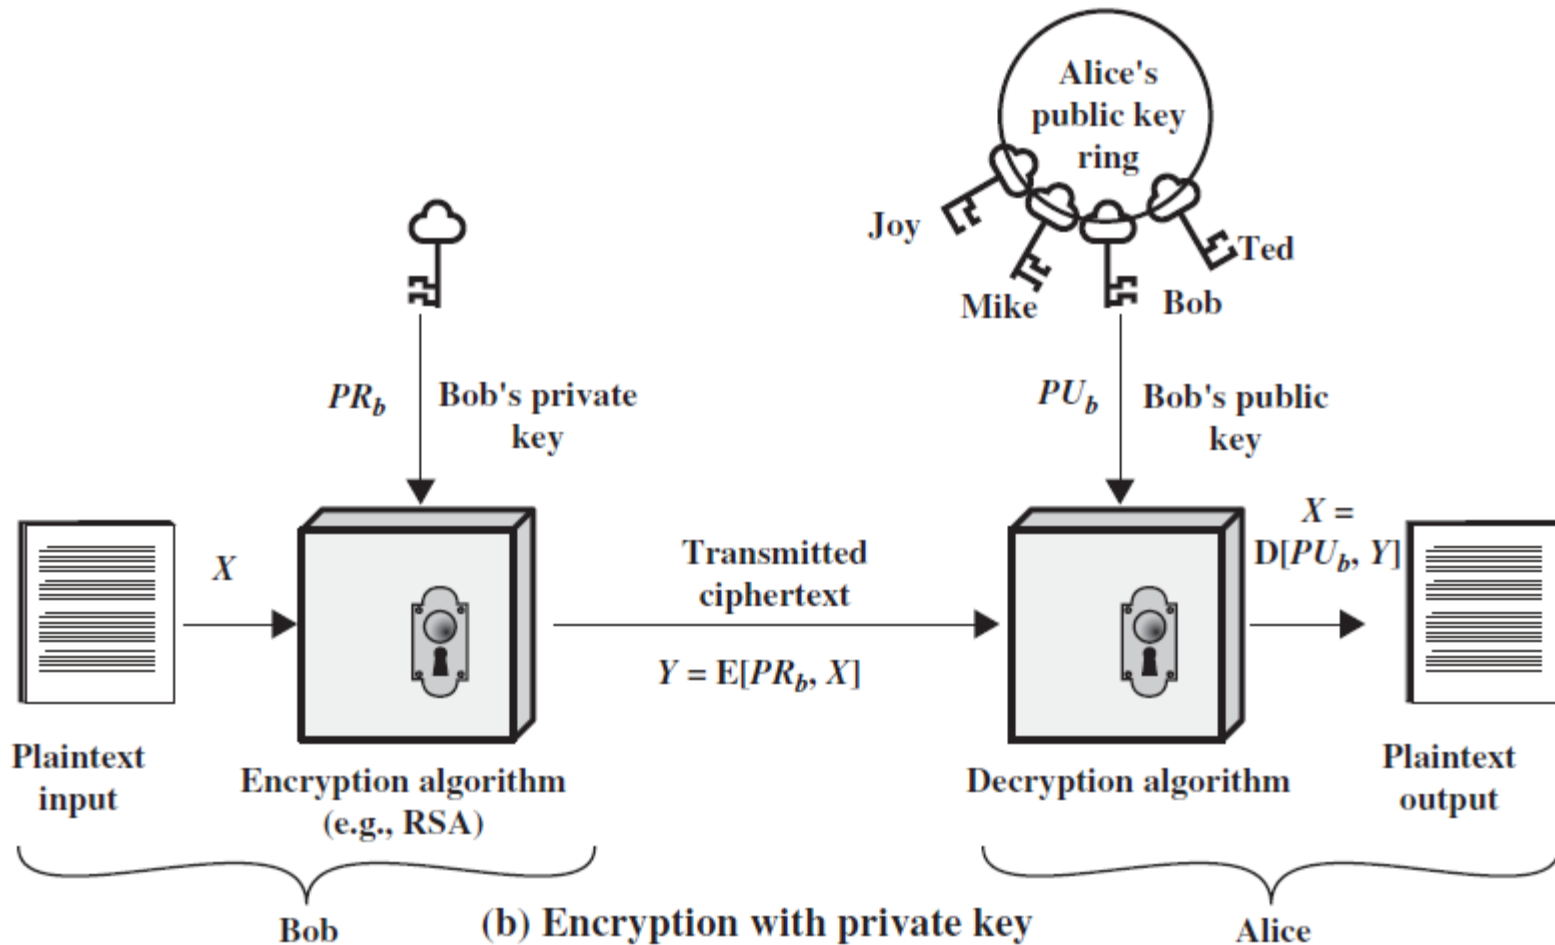 Alice's
public key
ring
Joy
Ted
Mike
Bob
PRb
Bob's private
key
PUb
Bob's public
key
X
Transmitted
ciphertext
X =
D[PUb, Y]
Y = E[PRb, X]
Plaintext
input
Encryption algorithm
(e.g., RSA)
Decryption algorithm
Plaintext
output
Bob
(b) Encryption with private key
Alice